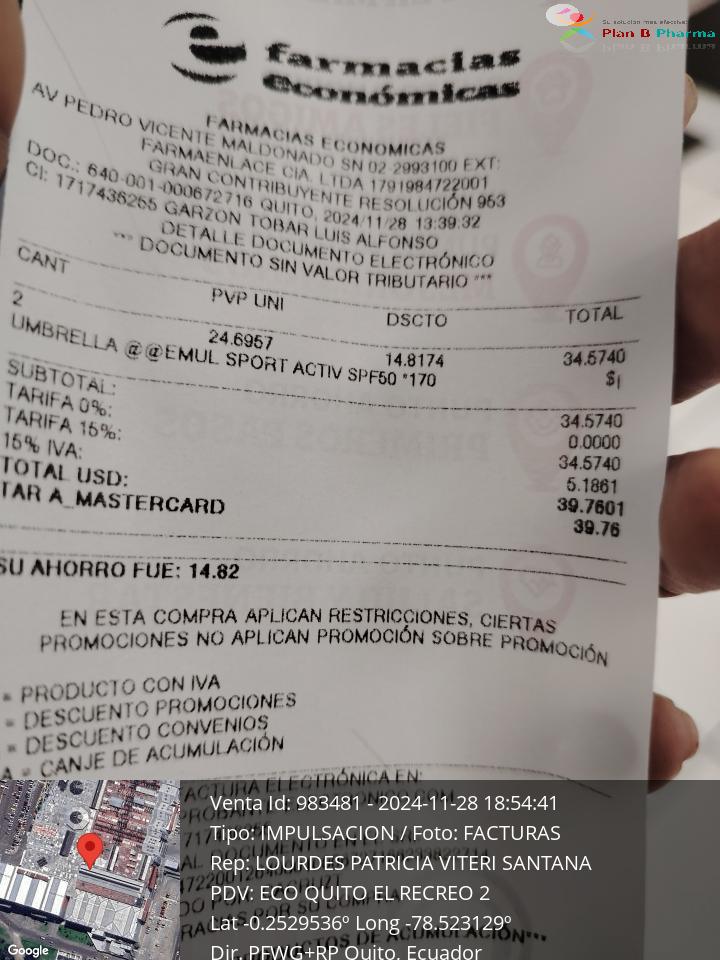 Su solución más efectiva!
Plan B Pharma
farmacias
económicas
FARMACIAS ECONOMICAS
AV PEDRO VICENTE MALDONADO SN 02 2993100 EXT:
FARMAENLACE CIA. LTDA 1791984722001
GRAN CONTRIBUYENTE RESOLUCIÓN 953
DOC.: 640-001-000672716 QUITO, 2024/11/28 13:39:32
CI: 1717436265 GARZON TOBAR LUIS ALFONSO
DETALLE DOCUMENTO ELECTRÓNICO
*** DOCUMENTO SIN VALOR TRIBUTARIO ***
CANT PVP UNI DSCTO TOTAL
2 24.6957 14.8174 34.5740
UMBRELLA @@EMUL SPORT ACTIV SPF50 *170 $|
SUBTOTAL: 34.5740
TARIFA 0%: 0.0000
TARIFA 15%: 34.5740
15% IVA: 5.1861
TOTAL USD: 39.7601
TAR A_MASTERCARD 39.76
SU AHORRO FUE: 14.82
EN ESTA COMPRA APLICAN RESTRICCIONES, CIERTAS
PROMOCIONES NO APLICAN PROMOCIÓN SOBRE PROMOCIÓN
= PRODUCTO CON IVA
= DESCUENTO PROMOCIONES
= DESCUENTO CONVENIOS
A = CANJE DE ACUMULACIÓN
FACTURA ELECTRÓNICA EN:
Venta Id: 983481 - 2024-11-28 18:54:41
Tipo: IMPULSACION / Foto: FACTURAS
Rep: LOURDES PATRICIA VITERI SANTANA
PDV: ECO QUITO EL RECREO 2
Lat -0.2529536º Long -78.523129º
Dir. PFWG+RP Quito, Ecuador
Google